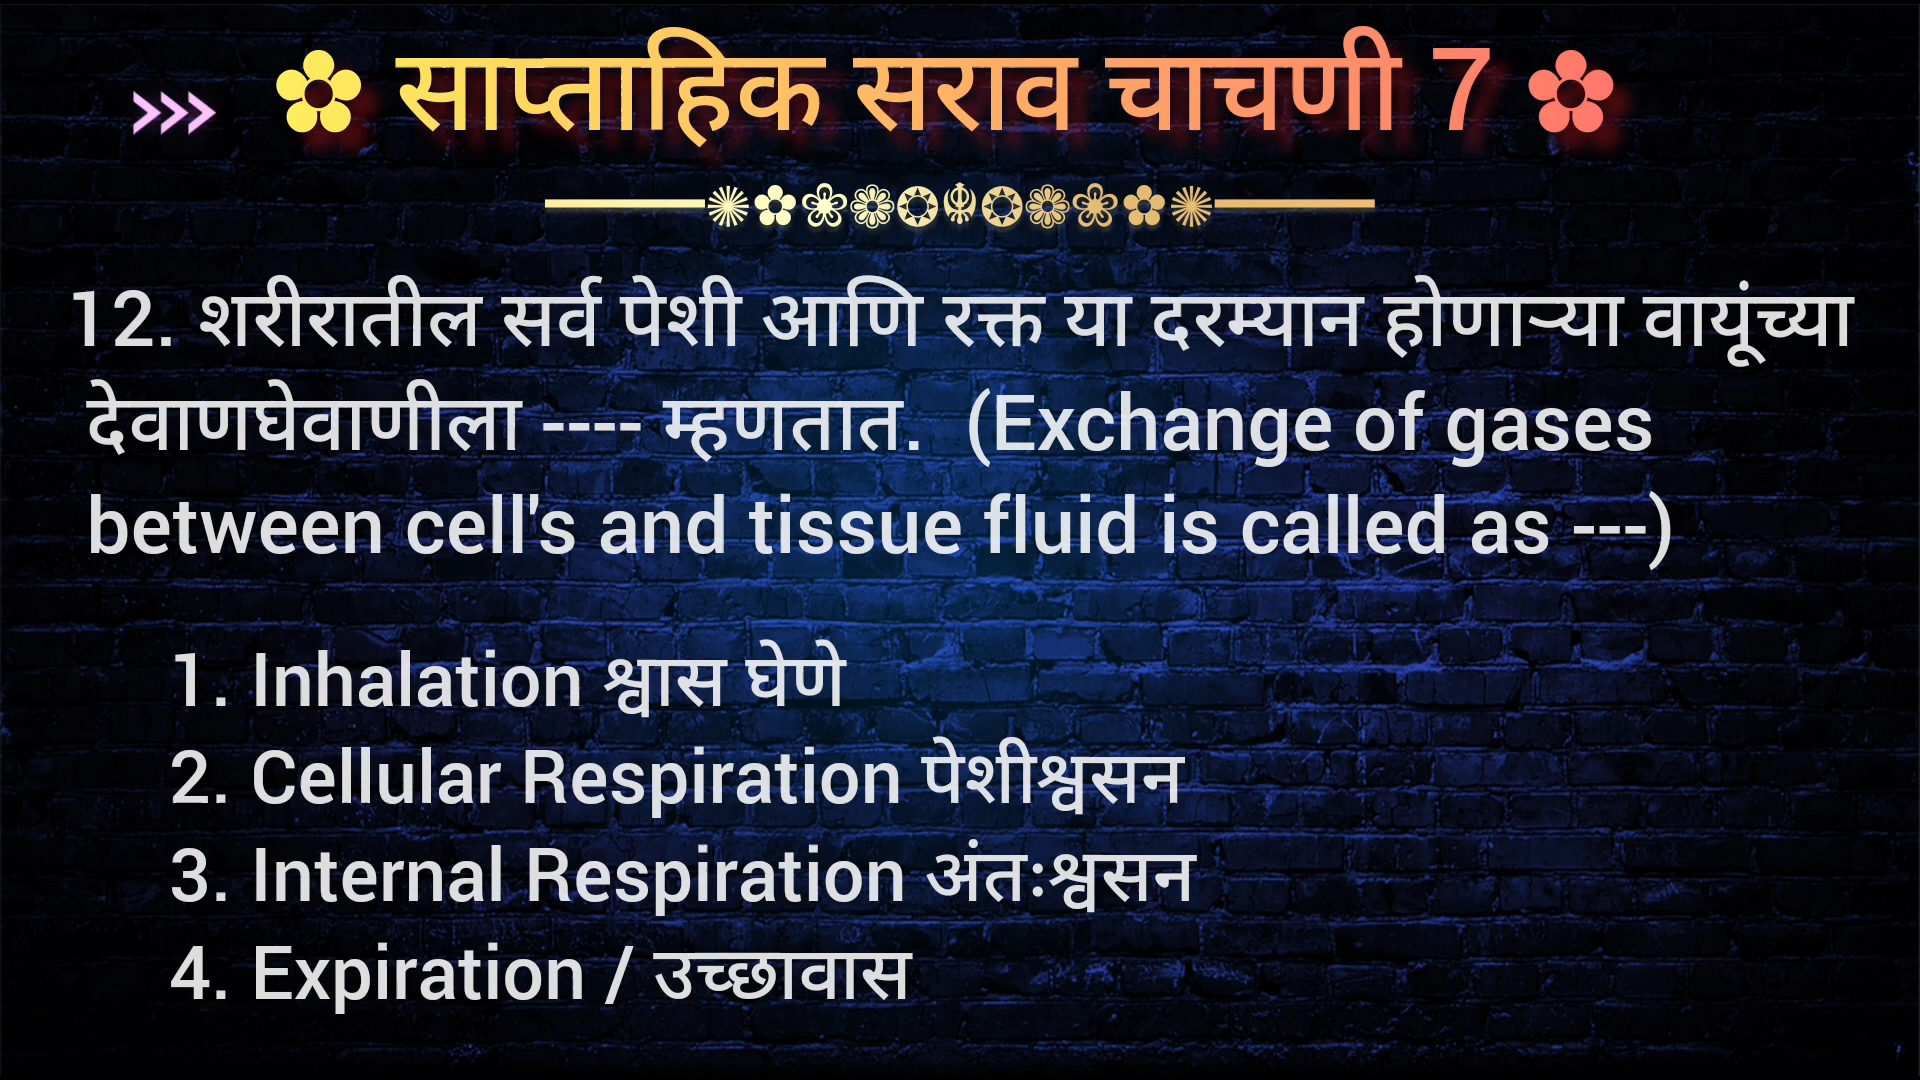 >>> ✿ साप्ताहिक सराव चाचणी 7 ✿
12. शरीरातील सर्व पेशी आणि रक्त या दरम्यान होणाऱ्या वायूंच्या
देवाणघेवाणीला ---- म्हणतात. (Exchange of gases
between cell's and tissue fluid is called as ---)
1. Inhalation श्वास घेणे
2. Cellular Respiration पेशीश्वसन
3. Internal Respiration अंतःश्वसन
4. Expiration / उच्छावास